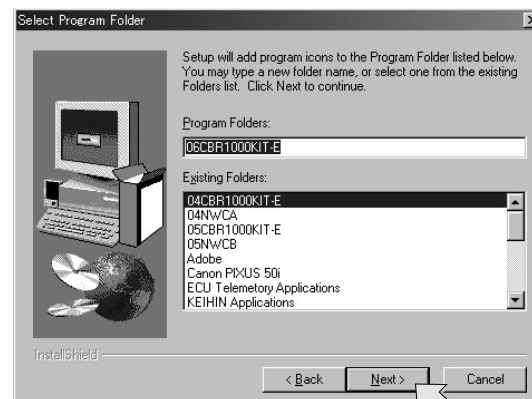 Select Program Folder
Setup will add program icons to the Program Folder listed below.
You may type a new folder name, or select one from the existing
Folders list. Click Next to continue.
Program Folders:
06CBR1000KIT-E
Existing Folders:
04CBR1000KIT-E
04NWCA
05CBR1000KIT-E
05NWCB
Adobe
Canon PIXUS 50i
ECU Telemetory Applications
KEIHIN Applications
InstallShield
< Back
Next >
Cancel